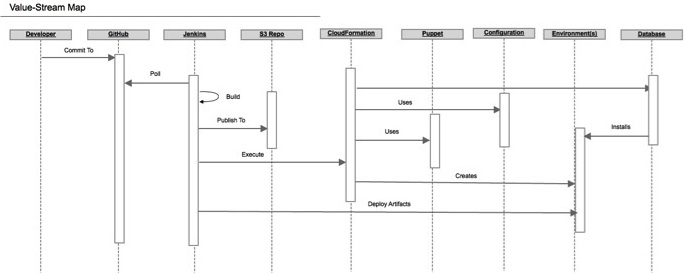 Value-Stream Map
Developer
GitHub
Jenkins
S3 Repo
CloudFormation
Puppet
Configuration
Environment(s)
Database
Commit To
Poll
Build
Uses
Publish To
Uses
Installs
Execute
Creates
Deploy Artifacts